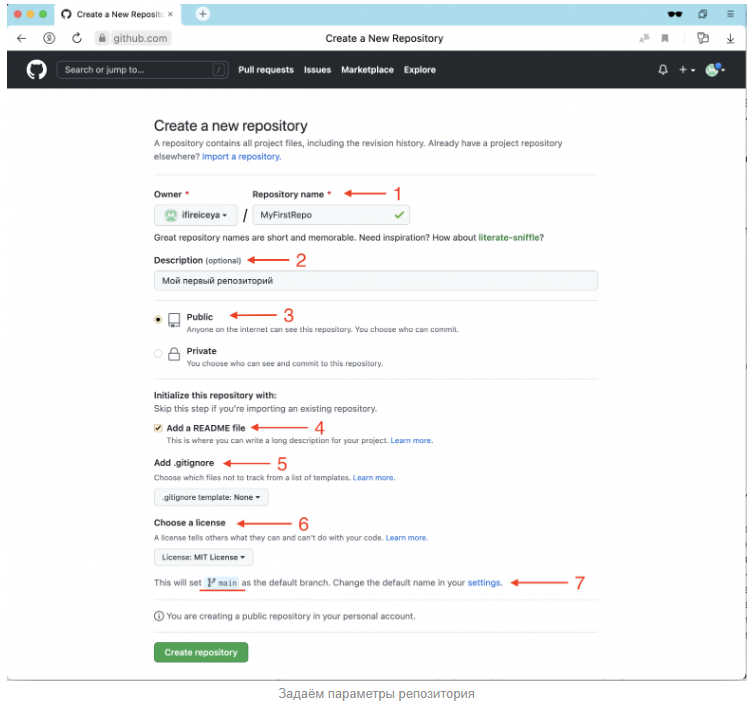 Create a New Reposito
github.com
Create a New Repository
Search or jump to...
/
Pull requests Issues Marketplace Explore
Create a new repository
A repository contains all project files, including the revision history. Already have a project repository
elsewhere? Import a repository.
Owner * Repository name * 1
ifireiceya / MyFirstRepo
Great repository names are short and memorable. Need inspiration? How about literate-sniffle?
Description (optional) 2
Мой первый репозиторий
Public 3
Anyone on the internet can see this repository. You choose who can commit.
Private
You choose who can see and commit to this repository.
Initialize this repository with:
Skip this step if you're importing an existing repository.
Add a README file 4
This is where you can write a long description for your project. Learn more.
Add .gitignore 5
Choose which files not to track from a list of templates. Learn more.
.gitignore template: None
Choose a license 6
A license tells others what they can and can't do with your code. Learn more.
License: MIT License
This will set main as the default branch. Change the default name in your settings. 7
You are creating a public repository in your personal account.
Create repository
Задаём параметры репозитория